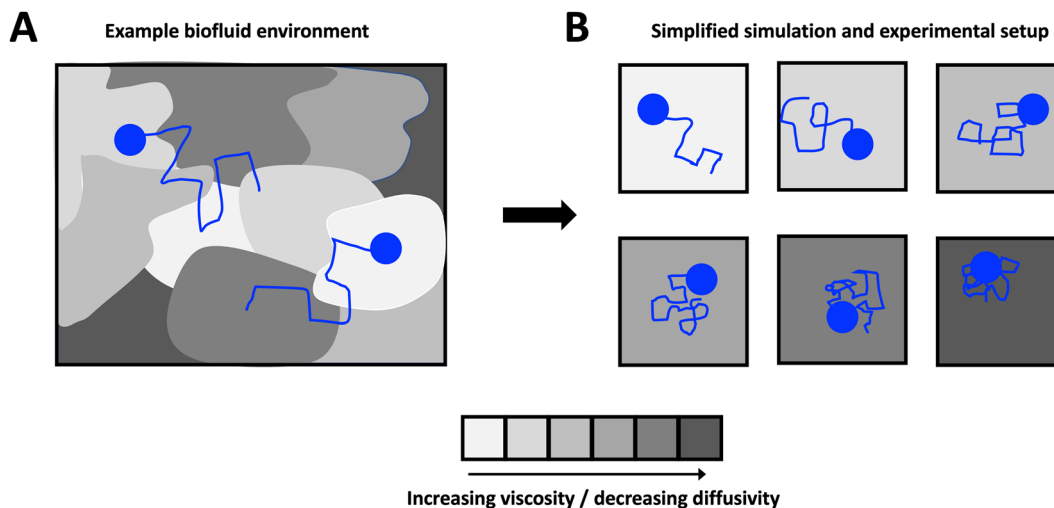 A
Example biofluid environment
B
Simplified simulation and experimental setup
Increasing viscosity / decreasing diffusivity